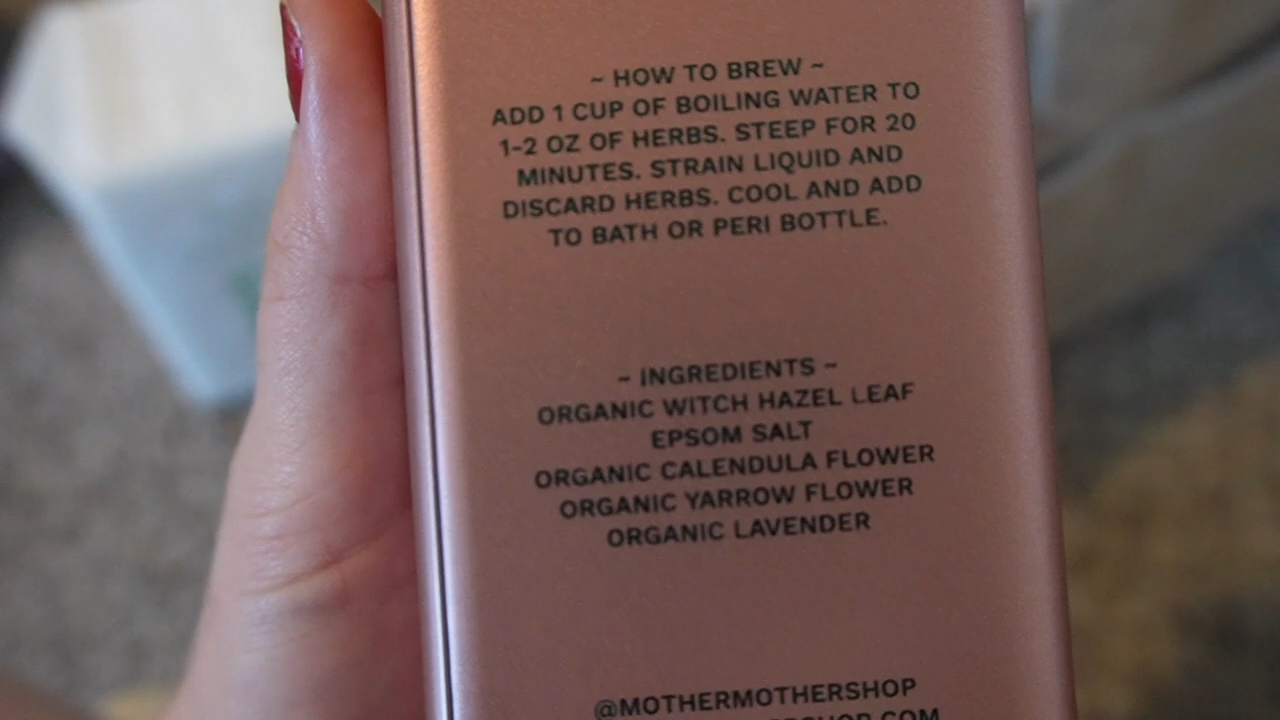 ~ HOW TO BREW ~
ADD 1 CUP OF BOILING WATER TO
1-2 OZ OF HERBS. STEEP FOR 20
MINUTES. STRAIN LIQUID AND
DISCARD HERBS. COOL AND ADD
TO BATH OR PERI BOTTLE.
~ INGREDIENTS ~
ORGANIC WITCH HAZEL LEAF
EPSOM SALT
ORGANIC CALENDULA FLOWER
ORGANIC YARROW FLOWER
ORGANIC LAVENDER
@MOTHERMOTHERSHOP